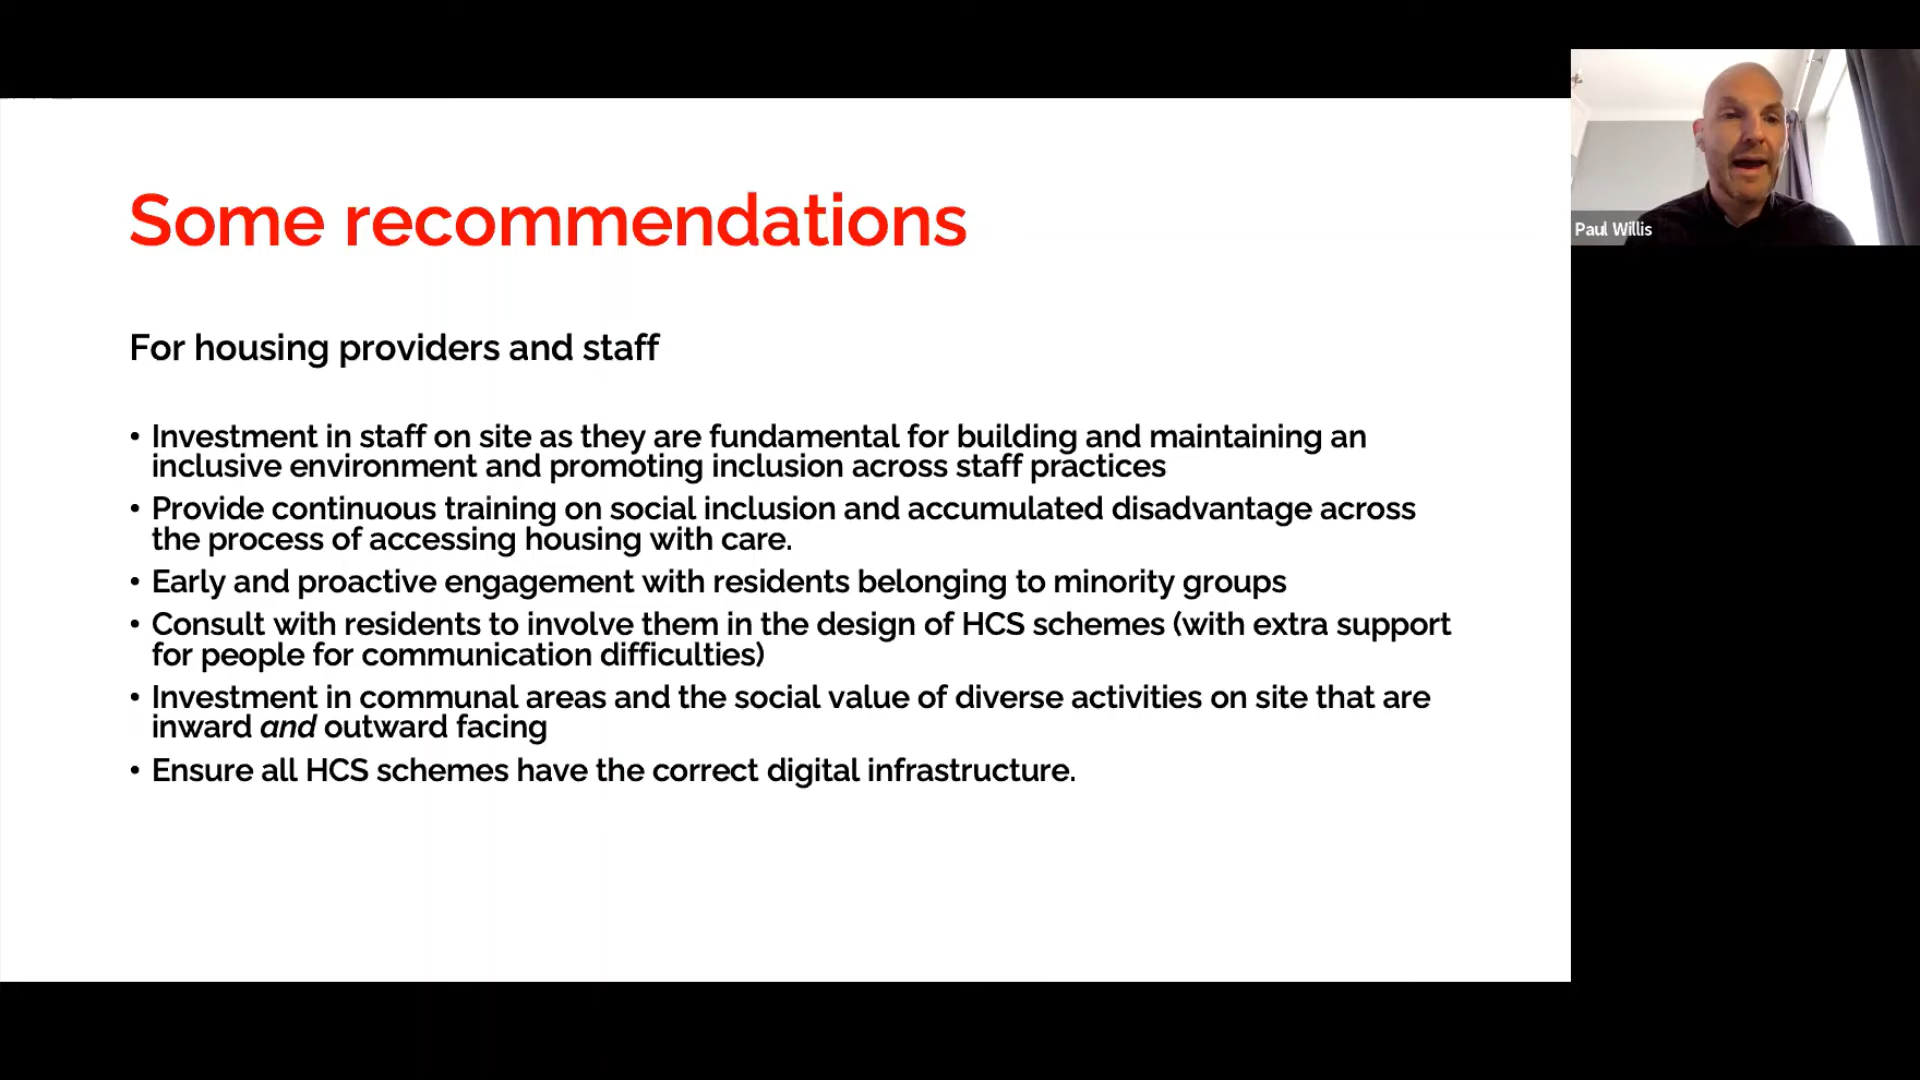 Some recommendations
For housing providers and staff
• Investment in staff on site as they are fundamental for building and maintaining an
inclusive environment and promoting inclusion across staff practices
• Provide continuous training on social inclusion and accumulated disadvantage across
the process of accessing housing with care.
• Early and proactive engagement with residents belonging to minority groups
• Consult with residents to involve them in the design of HCS schemes (with extra support
for people for communication difficulties)
• Investment in communal areas and the social value of diverse activities on site that are
inward and outward facing
• Ensure all HCS schemes have the correct digital infrastructure.
Paul Willis